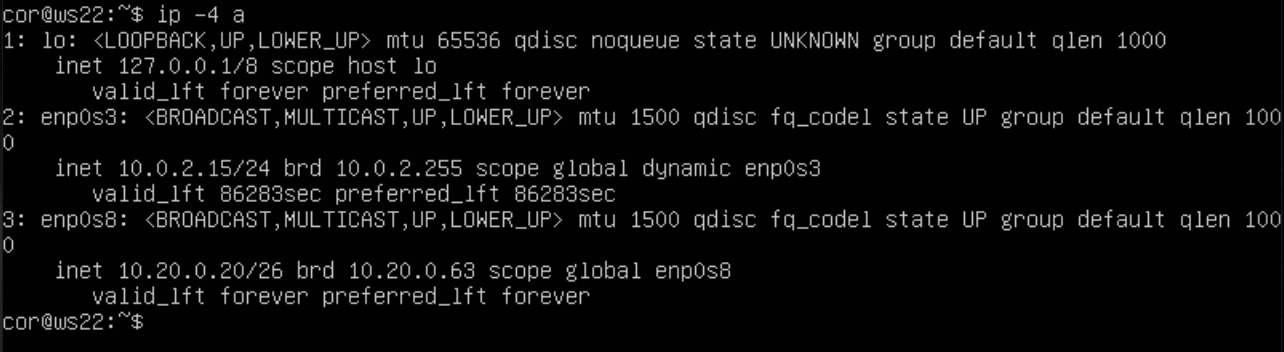 cor@ws22:~$ ip -4 a
1: lo: <LOOPBACK,UP,LOWER_UP> mtu 65536 qdisc noqueue state UNKNOWN group default qlen 1000
    inet 127.0.0.1/8 scope host lo
       valid_lft forever preferred_lft forever
2: enp0s3: <BROADCAST,MULTICAST,UP,LOWER_UP> mtu 1500 qdisc fq_codel state UP group default qlen 100
0
    inet 10.0.2.15/24 brd 10.0.2.255 scope global dynamic enp0s3
       valid_lft 86283sec preferred_lft 86283sec
3: enp0s8: <BROADCAST,MULTICAST,UP,LOWER_UP> mtu 1500 qdisc fq_codel state UP group default qlen 100
0
    inet 10.20.0.20/26 brd 10.20.0.63 scope global enp0s8
       valid_lft forever preferred_lft forever
cor@ws22:~$